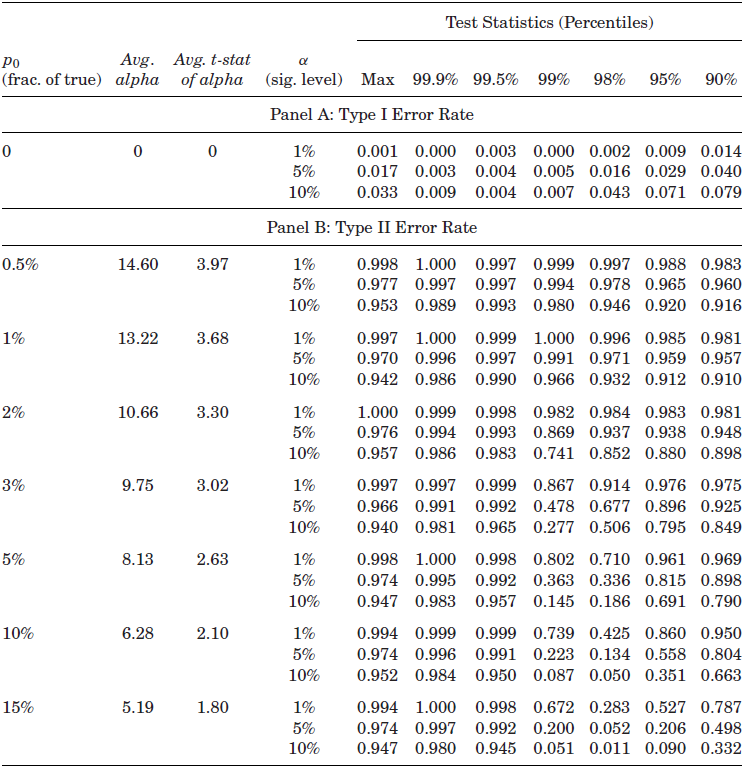 Test Statistics (Percentiles)
p0 Avg. Avg. t-stat α
(frac. of true) alpha of alpha (sig. level) Max 99.9% 99.5% 99% 98% 95% 90%
Panel A: Type I Error Rate
0 0 0 1% 0.001 0.000 0.003 0.000 0.002 0.009 0.014
5% 0.017 0.003 0.004 0.005 0.016 0.029 0.040
10% 0.033 0.009 0.004 0.007 0.043 0.071 0.079
Panel B: Type II Error Rate
0.5% 14.60 3.97 1% 0.998 1.000 0.997 0.999 0.997 0.988 0.983
5% 0.977 0.997 0.997 0.994 0.978 0.965 0.960
10% 0.953 0.989 0.993 0.980 0.946 0.920 0.916
1% 13.22 3.68 1% 0.997 1.000 0.999 1.000 0.996 0.985 0.981
5% 0.970 0.996 0.997 0.991 0.971 0.959 0.957
10% 0.942 0.986 0.990 0.966 0.932 0.912 0.910
2% 10.66 3.30 1% 1.000 0.999 0.998 0.982 0.984 0.983 0.981
5% 0.976 0.994 0.993 0.869 0.937 0.938 0.948
10% 0.957 0.986 0.983 0.741 0.852 0.880 0.898
3% 9.75 3.02 1% 0.997 0.997 0.999 0.867 0.914 0.976 0.975
5% 0.966 0.991 0.992 0.478 0.677 0.896 0.925
10% 0.940 0.981 0.965 0.277 0.506 0.795 0.849
5% 8.13 2.63 1% 0.998 1.000 0.998 0.802 0.710 0.961 0.969
5% 0.974 0.995 0.992 0.363 0.336 0.815 0.898
10% 0.947 0.983 0.957 0.145 0.186 0.691 0.790
10% 6.28 2.10 1% 0.994 0.999 0.999 0.739 0.425 0.860 0.950
5% 0.974 0.996 0.991 0.223 0.134 0.558 0.804
10% 0.952 0.984 0.950 0.087 0.050 0.351 0.663
15% 5.19 1.80 1% 0.994 1.000 0.998 0.672 0.283 0.527 0.787
5% 0.974 0.997 0.992 0.200 0.052 0.206 0.498
10% 0.947 0.980 0.945 0.051 0.011 0.090 0.332